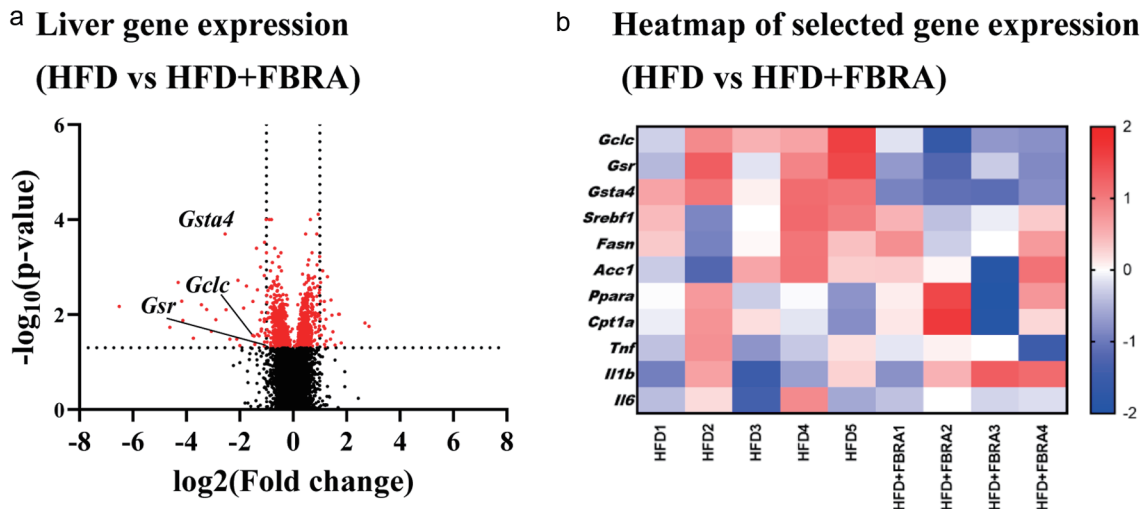 a Liver gene expression
(HFD vs HFD+FBRA)
6
4
2
0
-log10(p-value)
Gsta4
Gclc
Gsr
-8 -6 -4 -2 0 2 4 6 8
log2(Fold change)
b Heatmap of selected gene expression
(HFD vs HFD+FBRA)
Gclc
Gsr
Gsta4
Srebf1
Fasn
Acc1
Ppara
Cpt1a
Tnf
Il1b
Il6
HFD1
HFD2
HFD3
HFD4
HFD5
HFD+FBRA1
HFD+FBRA2
HFD+FBRA3
HFD+FBRA4
2
1
0
-1
-2